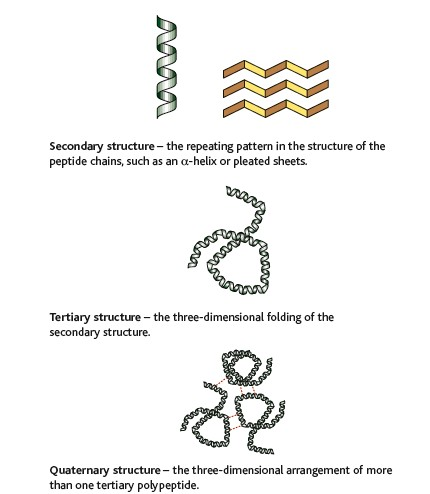 Secondary structure – the repeating pattern in the structure of the
peptide chains, such as an α-helix or pleated sheets.
Tertiary structure – the three-dimensional folding of the
secondary structure.
Quaternary structure – the three-dimensional arrangement of more
than one tertiary polypeptide.